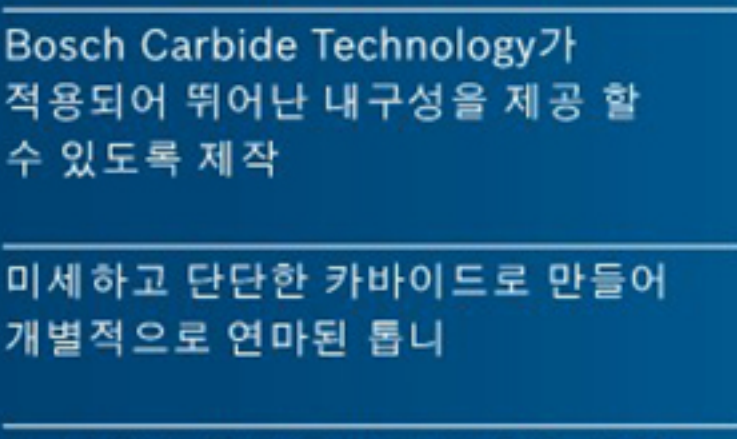 Bosch Carbide Technology가
적용되어 뛰어난 내구성을 제공 할
수 있도록 제작
미세하고 단단한 카바이드로 만들어
개별적으로 연마된 톱니